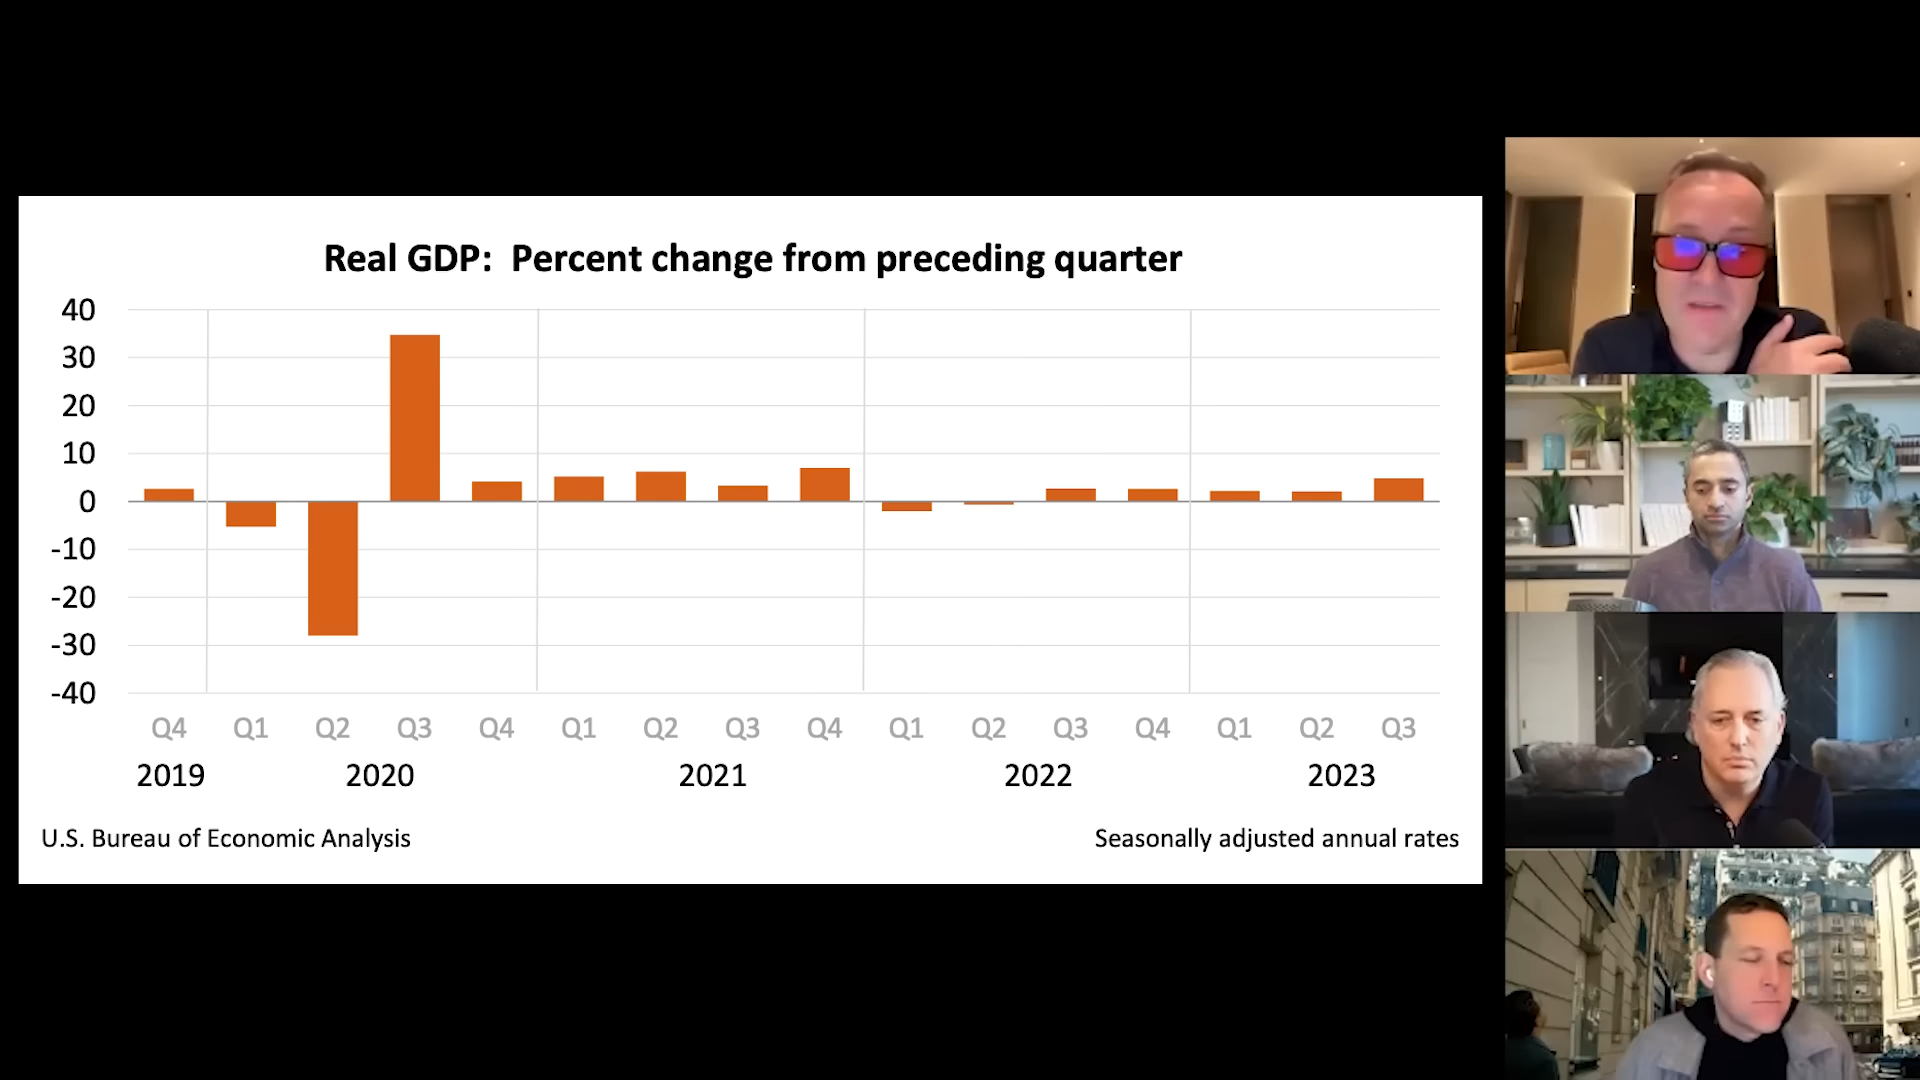 Real GDP:  Percent change from preceding quarter
40
30
20
10
0
-10
-20
-30
-40
Q4 Q1 Q2 Q3 Q4 Q1 Q2 Q3 Q4 Q1 Q2 Q3 Q4 Q1 Q2 Q3
2019 2020 2021 2022 2023
U.S. Bureau of Economic Analysis Seasonally adjusted annual rates